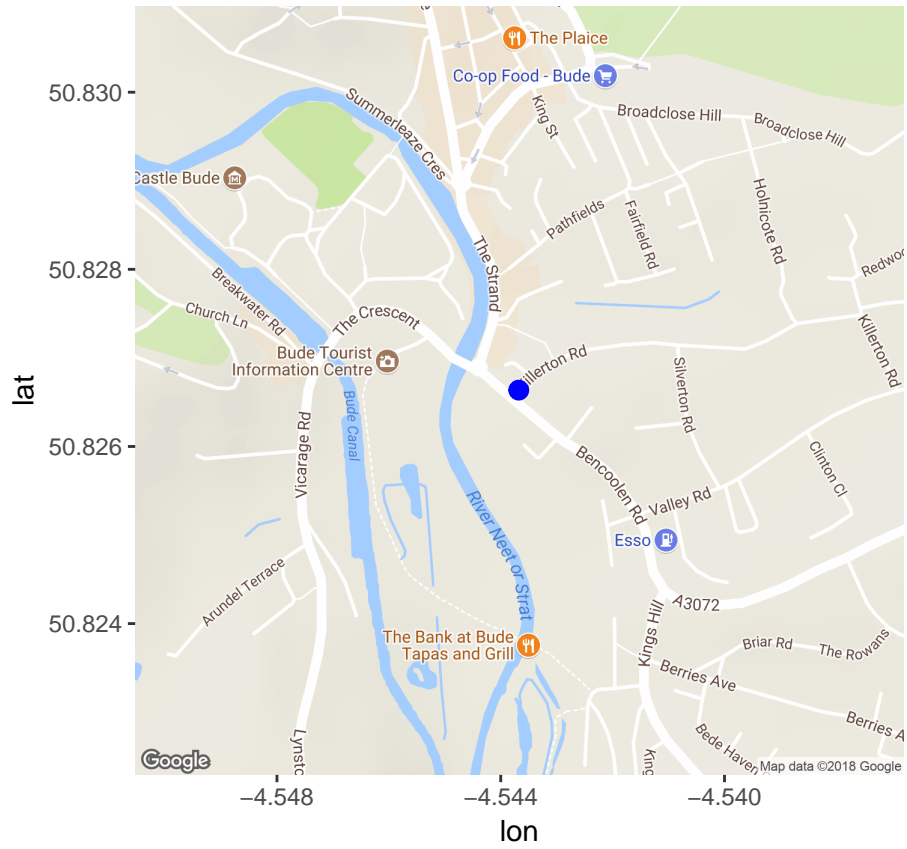 The Plaice
Co-op Food - Bude
King St
Broadclose Hill
Broadclose Hill
50.830
Summerleaze Cres
Castle Bude
Holnicote Rd
Pathfields
Fairfield Rd
50.828
The Strand
Redwo
Breakwater Rd
Church Ln
The Crescent
Killerton Rd
Bude Tourist
Information Centre
illerton Rd
Silverton Rd
lat
50.826
Bude Canal
Vicarage Rd
Bencoolen Rd
Clinton Cl
Valley Rd
River Neet or Strat
Esso
Arundel Terrace
A3072
50.824
The Bank at Bude
Tapas and Grill
Kings Hill
Briar Rd
The Rowans
Berries Ave
Berries A
Bede Haven
Lynsto
King
Google
Map data ©2018 Google
−4.548
−4.544
−4.540
lon